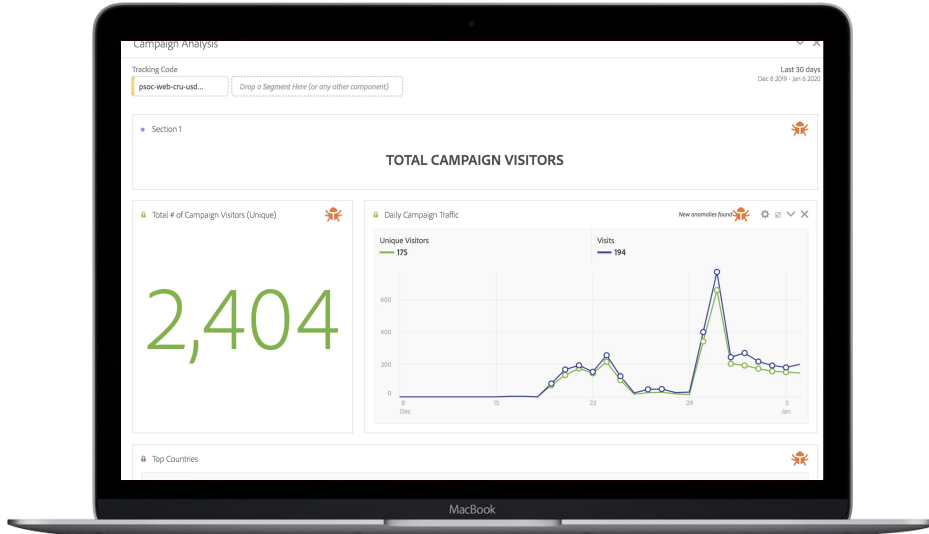 Campaign Analysis
Tracking Code
Last 30 days
psoc-web-cru-usd...
Drop a Segment Here (or any other component)
Dec 8 2019 - Jan 6 2020
Section 1
TOTAL CAMPAIGN VISITORS
Total # of Campaign Visitors (Unique)
2,404
Daily Campaign Traffic
New anomalies found
Unique Visitors
175
Visits
194
600
400
200
0
8 15 22 29 5
Dec Jan
Top Countries
MacBook